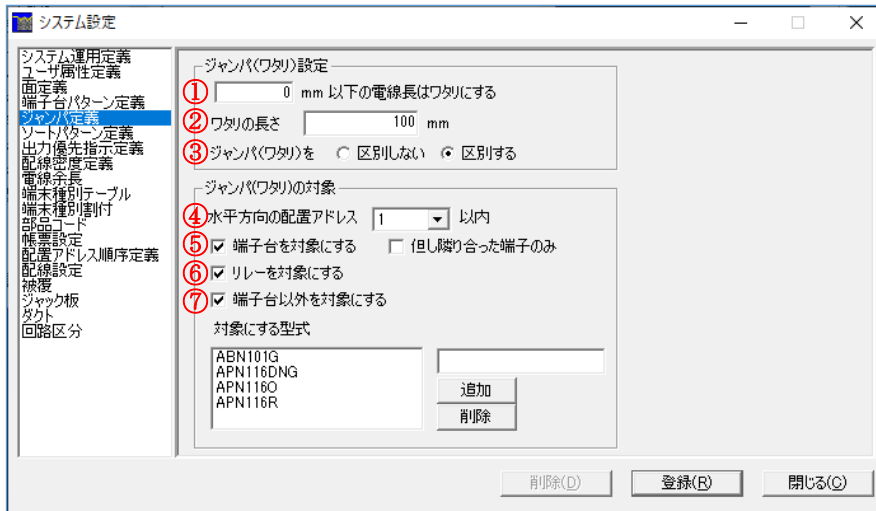 システム設定
システム運用定義
ユーザ属性定義
面定義
端子台パターン定義
ジャンパ定義
ソートパターン定義
出力優先指示定義
配線密度定義
電線余長
端末種別テーブル
端末種別割付
部品コード
帳票設定
配置アドレス順序定義
配線設定
被覆
ジャック板
ダクト
回路区分
ジャンパ(ワタリ)設定
① 0 mm 以下の電線長はワタリにする
② ワタリの長さ 100 mm
③ ジャンパ(ワタリ)を 区別しない 区別する
ジャンパ(ワタリ)の対象
④ 水平方向の配置アドレス 1 以内
⑤ 端子台を対象にする 但し隣り合った端子のみ
⑥ リレーを対象にする
⑦ 端子台以外を対象にする
対象にする型式
ABN101G
APN116DNG
APN116O
APN116R
追加
削除
削除(D) 登録(R) 閉じる(C)